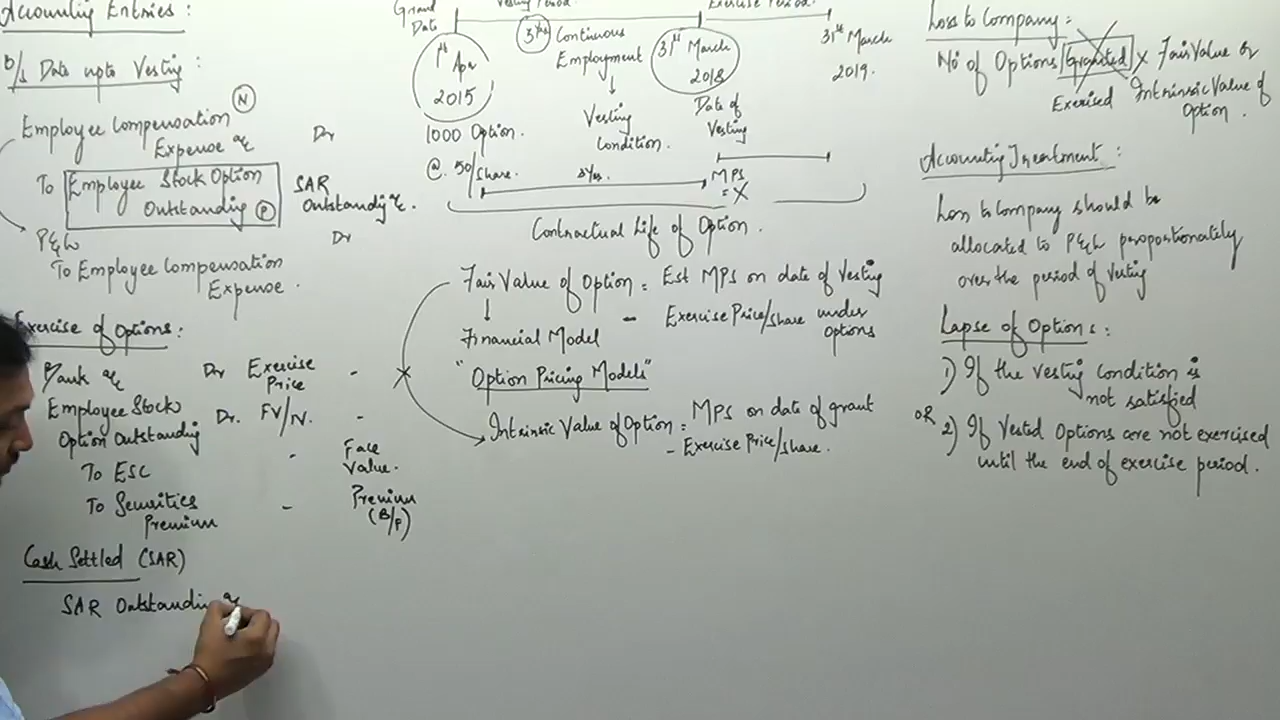 Accounting Entries:
B/s Date upto Vesting:
Employee Compensation (N)
Expense a/c Dr
To Employee Stock Option
Outstanding (P)
SAR
Outstanding a/c.
P&L Dr
To Employee Compensation
Expense.
Exercise of Options:
Bank a/c Dr Exercise
Price -
Employee Stock Dr. FV/IV. -
Option Outstanding
To ESC - Face
Value.
To Securities - Premium
Premium (B/f)
Cash Settled (SAR)
SAR Outstanding a/c
Grand
Date
Vesting Period.
Exercise Period.
1st Apr
2015
3 Yrs Continuous
Employment
Vesting
Condition.
31st March
2018
Date of
Vesting
31st March
2019.
1000 Option.
@. 50/
Share.
3 Yrs.
MPS
= X
Contractual Life of Option.
Fair Value of Option = Est MPS on date of Vesting
- Exercise Price/share under
options
Financial Model
"Option Pricing Models"
Intrinsic Value of Option = MPS on date of grant
- Exercise Price/share.
Loss to Company:
No of Options Granted x Fair Value or
Exercised Intrinsic Value of
Option.
Accounting Treatment:
Loss to Company should be
allocated to P&L proportionately
over the period of Vesting
Lapse of Options:
1) If the Vesting Condition is
not satisfied
OR
2) If Vested Options are not exercised
until the end of exercise period.